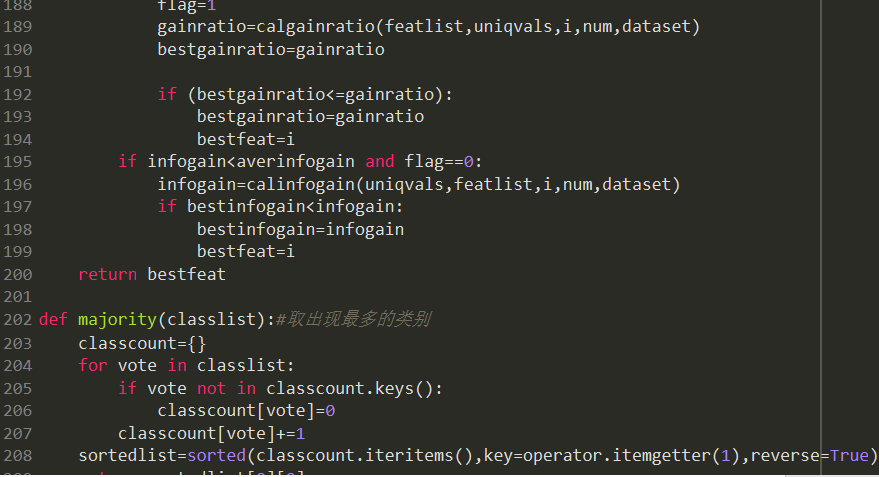 188             flag=1
189             gainratio=calgainratio(featlist,uniqvals,i,num,dataset)
190             bestgainratio=gainratio
191
192             if (bestgainratio<=gainratio):
193                 bestgainratio=gainratio
194                 bestfeat=i
195         if infogain<averinfogain and flag==0:
196             infogain=calinfogain(uniqvals,featlist,i,num,dataset)
197             if bestinfogain<infogain:
198                 bestinfogain=infogain
199                 bestfeat=i
200     return bestfeat
201
202 def majority(classlist):#取出现最多的类别
203     classcount={}
204     for vote in classlist:
205         if vote not in classcount.keys():
206             classcount[vote]=0
207         classcount[vote]+=1
208     sortedlist=sorted(classcount.iteritems(),key=operator.itemgetter(1),reverse=True)